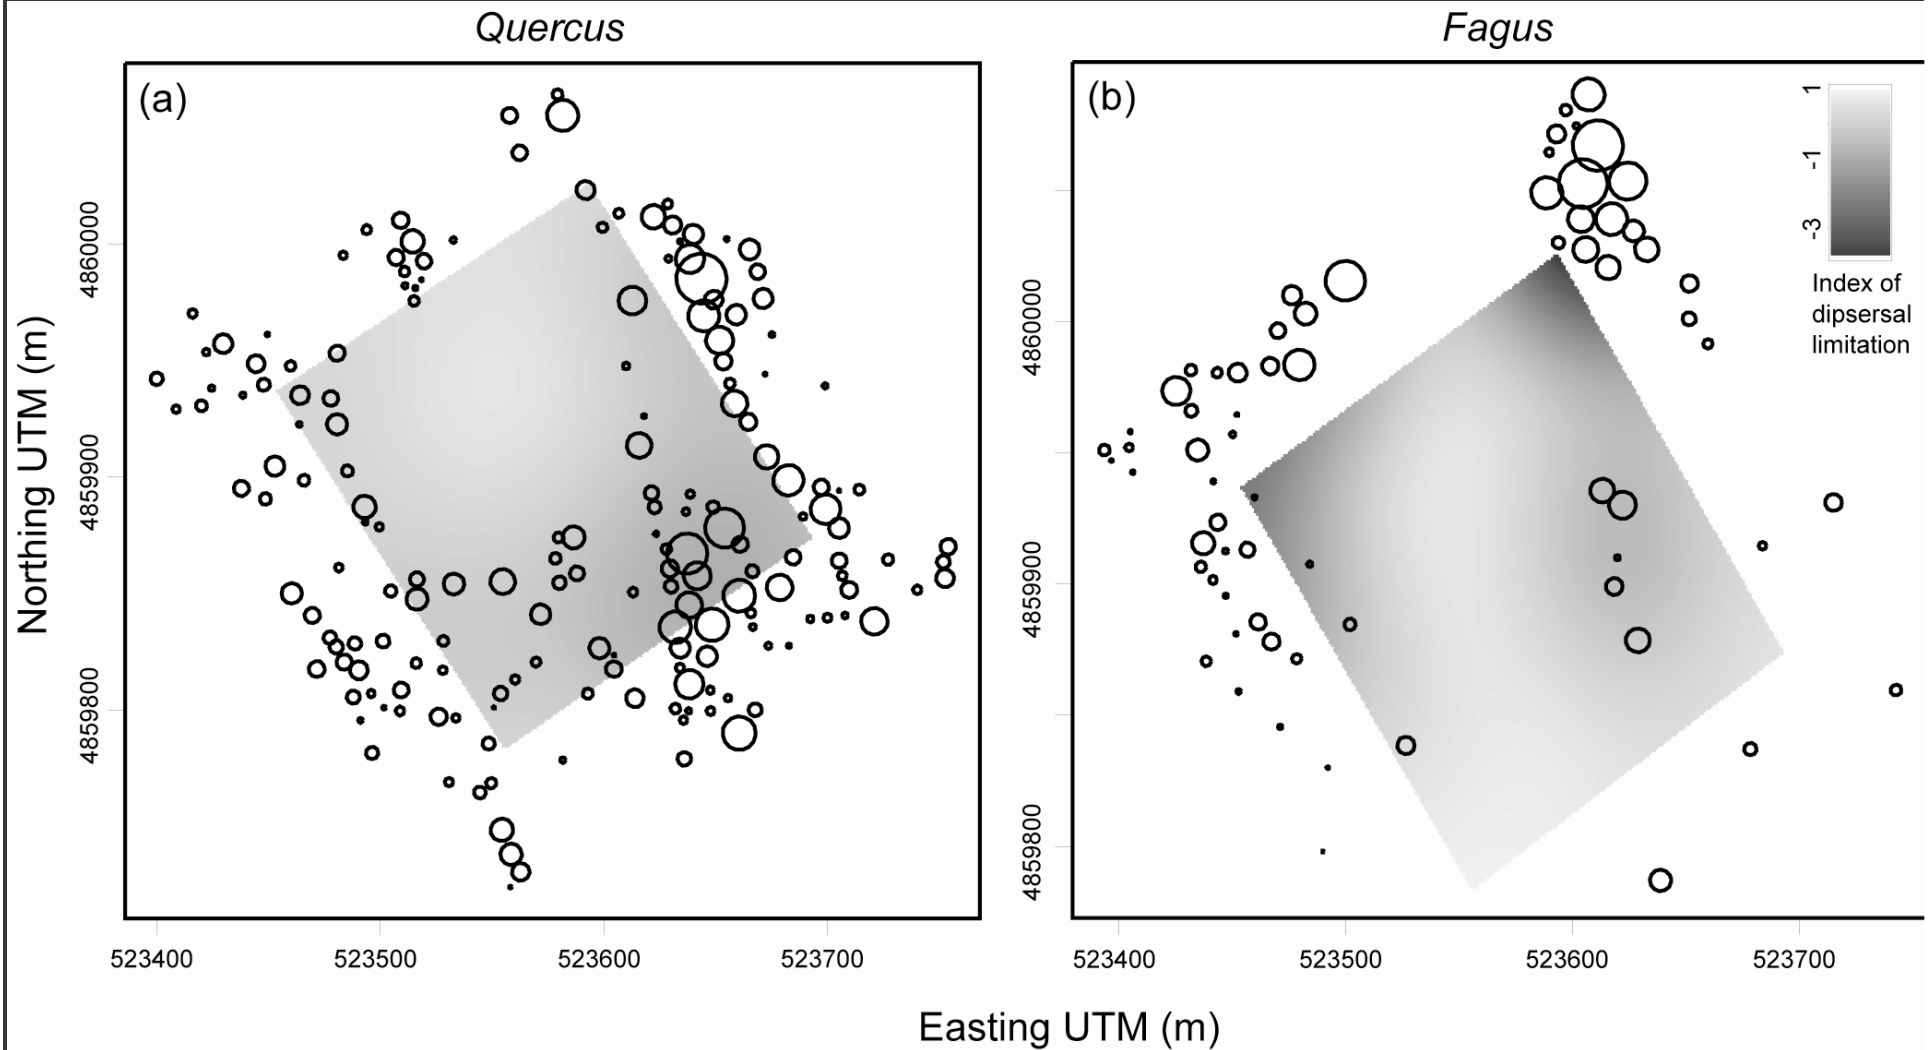 Quercus
Fagus
(a)
(b)
1
-1
-3
Index of
dipsersal
limitation
Northing UTM (m)
4860000
4859900
4859800
4860000
4859900
4859800
523400
523500
523600
523700
523400
523500
523600
523700
Easting UTM (m)